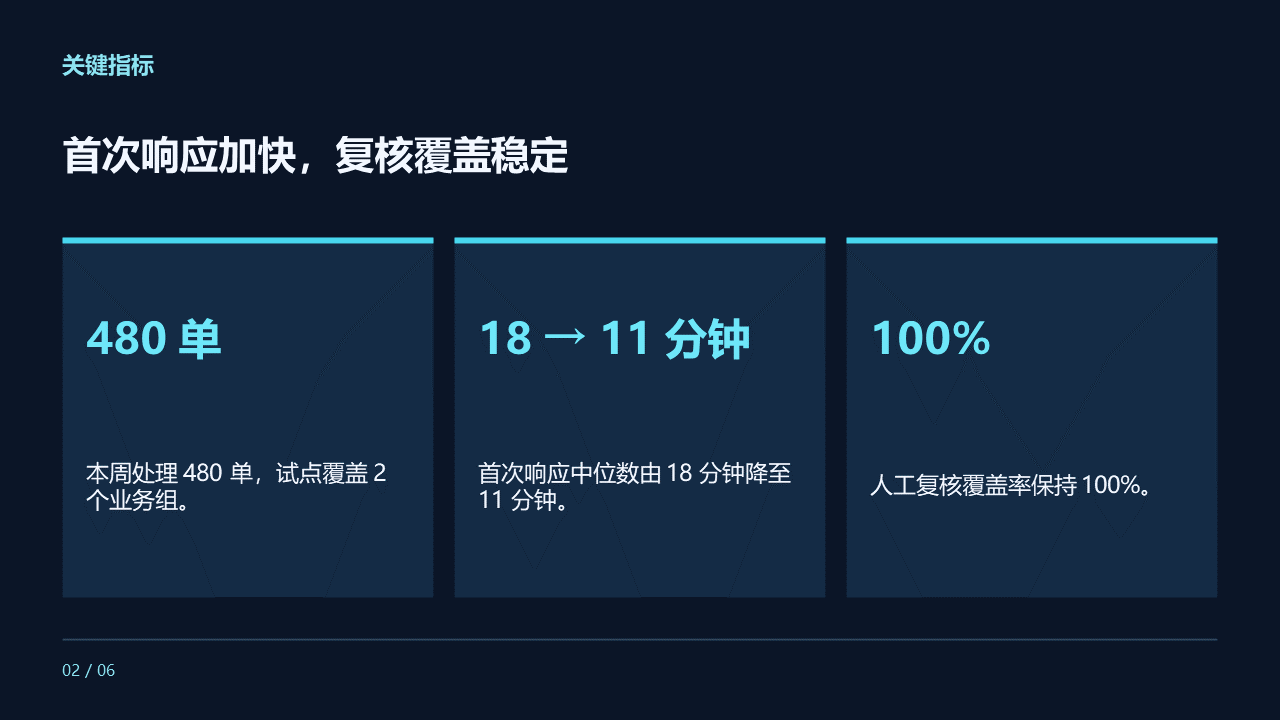 关键指标
首次响应加快，复核覆盖稳定
480 单
本周处理 480 单，试点覆盖 2
个业务组。
18 → 11 分钟
首次响应中位数由 18 分钟降至
11 分钟。
100%
人工复核覆盖率保持 100%。
02 / 06